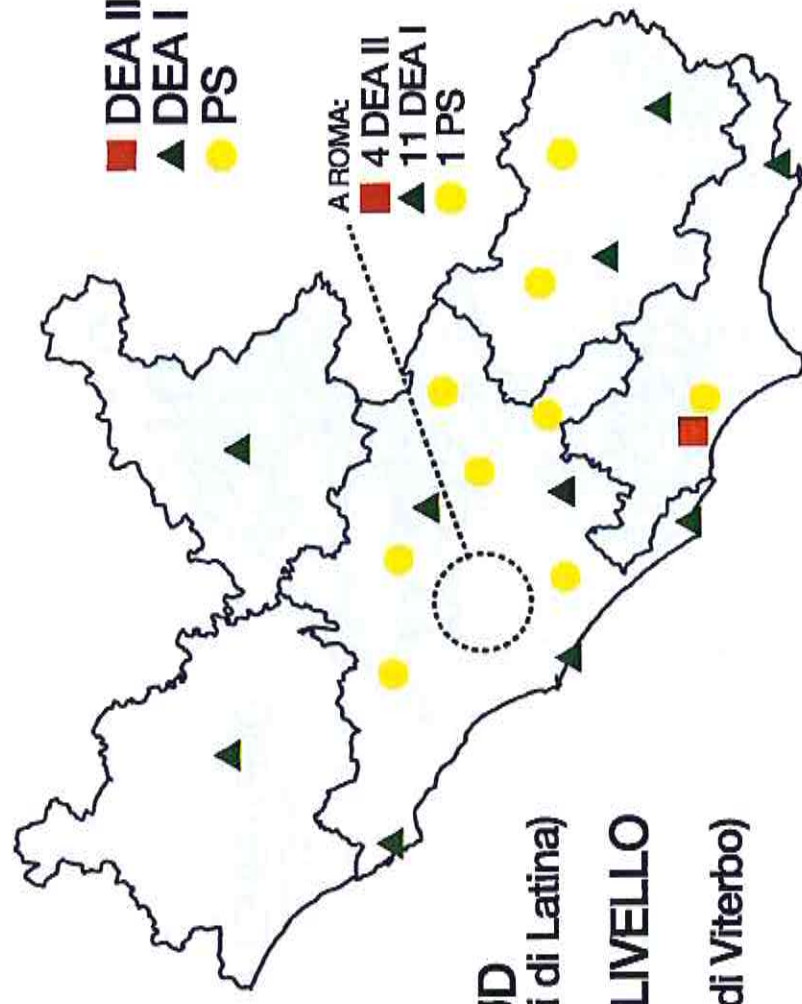 DEA II
DEA I
PS
A ROMA:
4 DEA II
11 DEA I
1 PS
di Latina)
LIVELLO
di Viterbo)